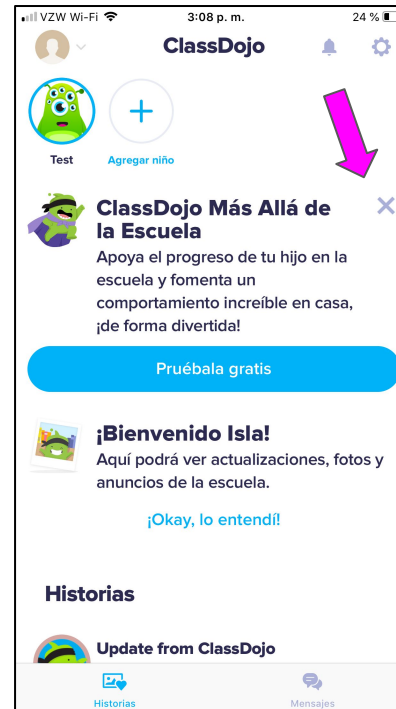 VZW Wi-Fi 3:08 p. m. 24 %
ClassDojo
Test Agregar niño
ClassDojo Más Allá de
la Escuela
Apoya el progreso de tu hijo en la
escuela y fomenta un
comportamiento increíble en casa,
¡de forma divertida!
Pruébala gratis
¡Bienvenido Isla!
Aquí podrá ver actualizaciones, fotos y
anuncios de la escuela.
¡Okay, lo entendí!
Historias
Update from ClassDojo
Historias Mensajes